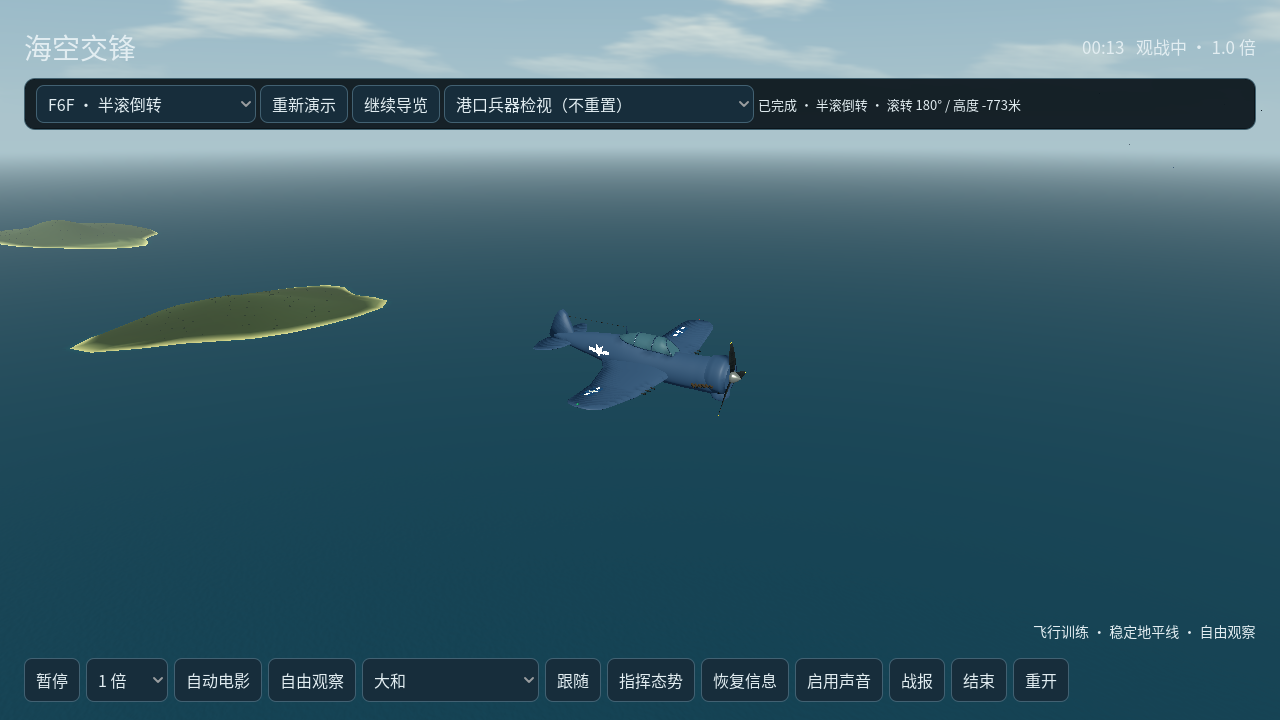 海空交锋
00:13 观战中 · 1.0 倍
F6F · 半滚倒转 重新演示 继续导览 港口兵器检视（不重置） 已完成 · 半滚倒转 · 滚转 180° / 高度 -773米
飞行训练 · 稳定地平线 · 自由观察
暂停 1 倍 自动电影 自由观察 大和 跟随 指挥态势 恢复信息 启用声音 战报 结束 重开